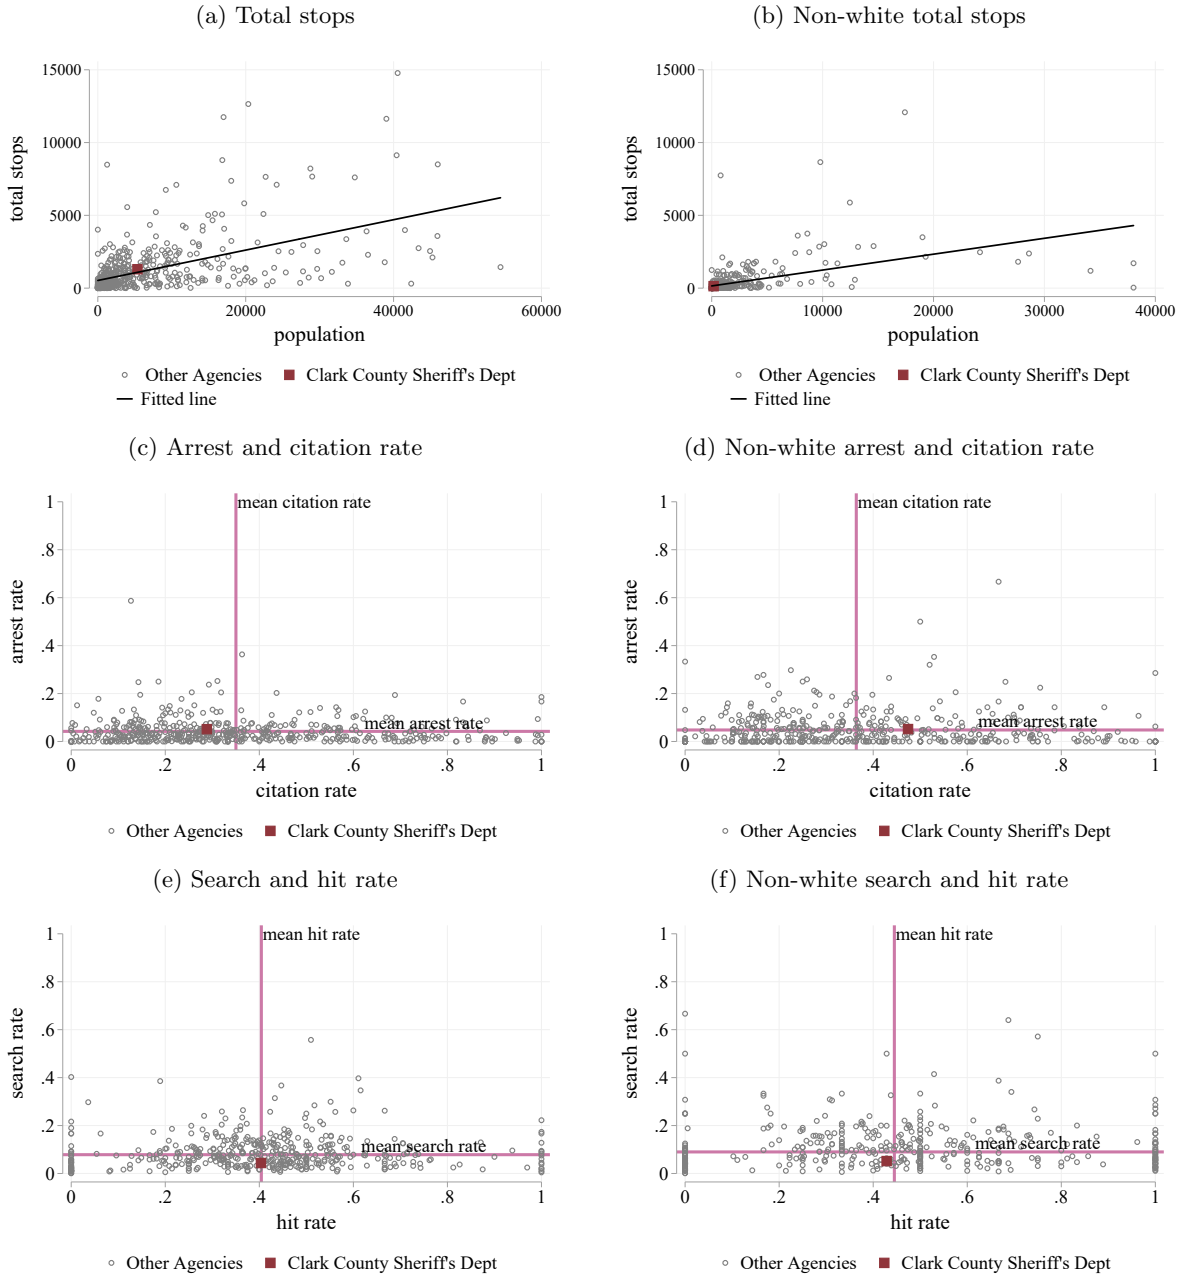 (a) Total stops
(b) Non-white total stops
total stops
15000
10000
5000
0
0 20000 40000 60000
population
Other Agencies Clark County Sheriff's Dept
Fitted line
total stops
15000
10000
5000
0
0 10000 20000 30000 40000
population
Other Agencies Clark County Sheriff's Dept
Fitted line
(c) Arrest and citation rate
(d) Non-white arrest and citation rate
arrest rate
1
.8
.6
.4
.2
0
mean citation rate
mean arrest rate
0 .2 .4 .6 .8 1
citation rate
Other Agencies Clark County Sheriff's Dept
arrest rate
1
.8
.6
.4
.2
0
mean citation rate
mean arrest rate
0 .2 .4 .6 .8 1
citation rate
Other Agencies Clark County Sheriff's Dept
(e) Search and hit rate
(f) Non-white search and hit rate
search rate
1
.8
.6
.4
.2
0
mean hit rate
mean search rate
0 .2 .4 .6 .8 1
hit rate
Other Agencies Clark County Sheriff's Dept
search rate
1
.8
.6
.4
.2
0
mean hit rate
mean search rate
0 .2 .4 .6 .8 1
hit rate
Other Agencies Clark County Sheriff's Dept